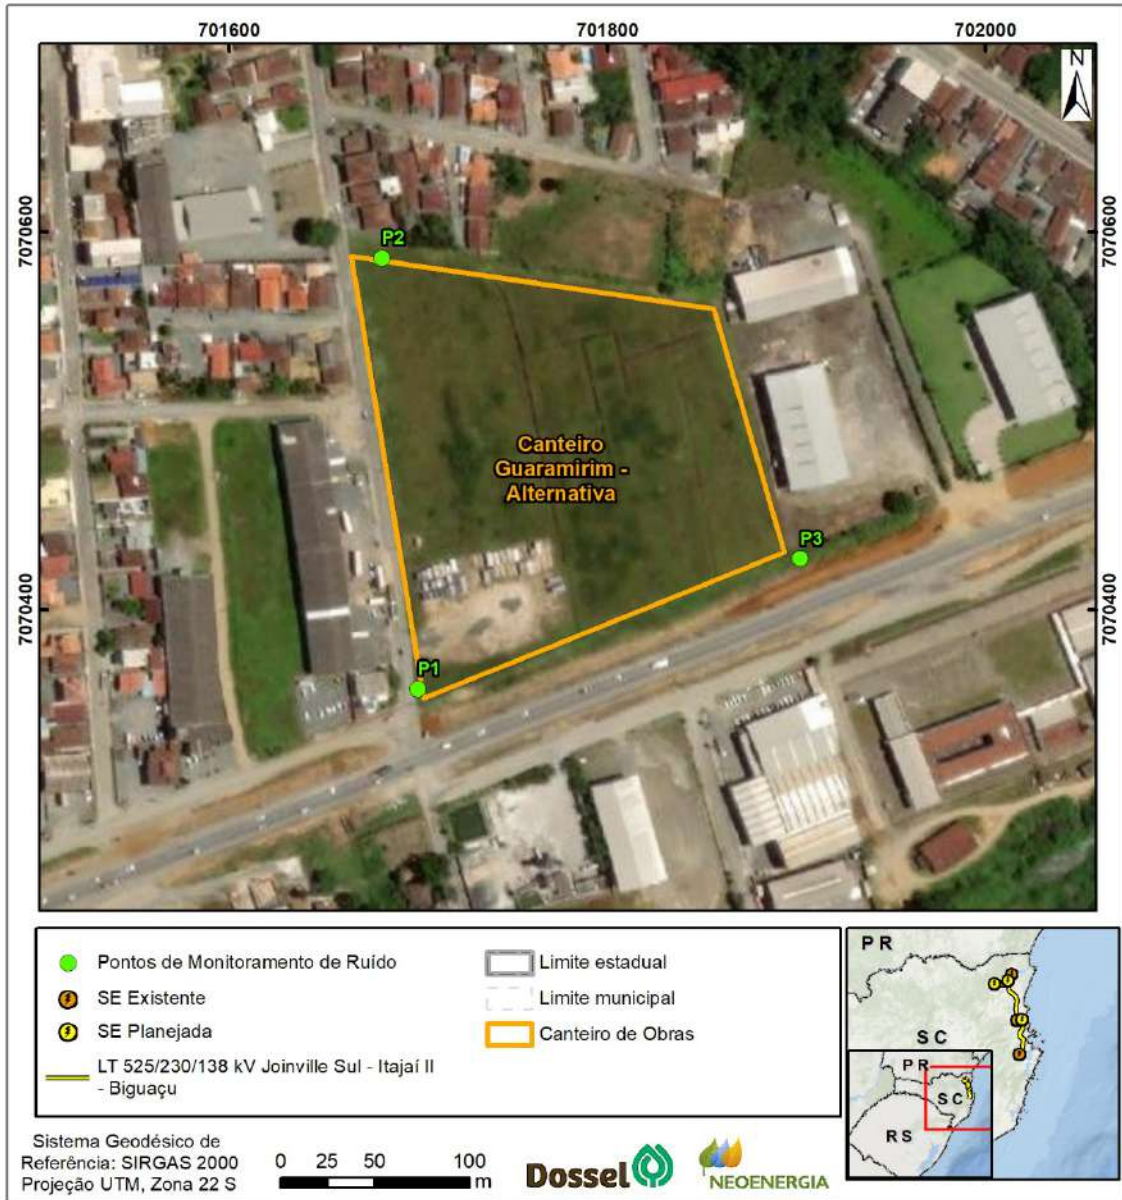 701600
701800
702000
N
7070600
7070600
P2
Canteiro
Guaramirim -
Alternativa
P3
7070400
7070400
P1
Pontos de Monitoramento de Ruído
SE Existente
SE Planejada
LT 525/230/138 kV Joinville Sul - Itajaí II
- Biguaçu
Limite estadual
Limite municipal
Canteiro de Obras
PR
SC
PR
SC
RS
Sistema Geodésico de
Referência: SIRGAS 2000
Projeção UTM, Zona 22 S
0 25 50 100
m
Dossel
NEOENERGIA